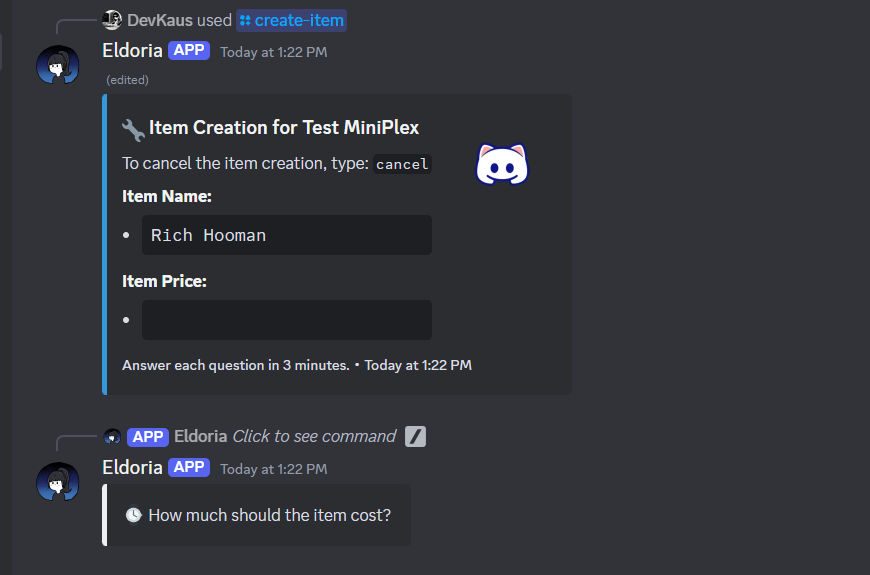 DevKaus used create-item
Eldoria APP Today at 1:22 PM
(edited)
Item Creation for Test MiniPlex
To cancel the item creation, type: cancel
Item Name:
Rich Hooman
Item Price:
Answer each question in 3 minutes. • Today at 1:22 PM
APP Eldoria Click to see command
Eldoria APP Today at 1:22 PM
How much should the item cost?